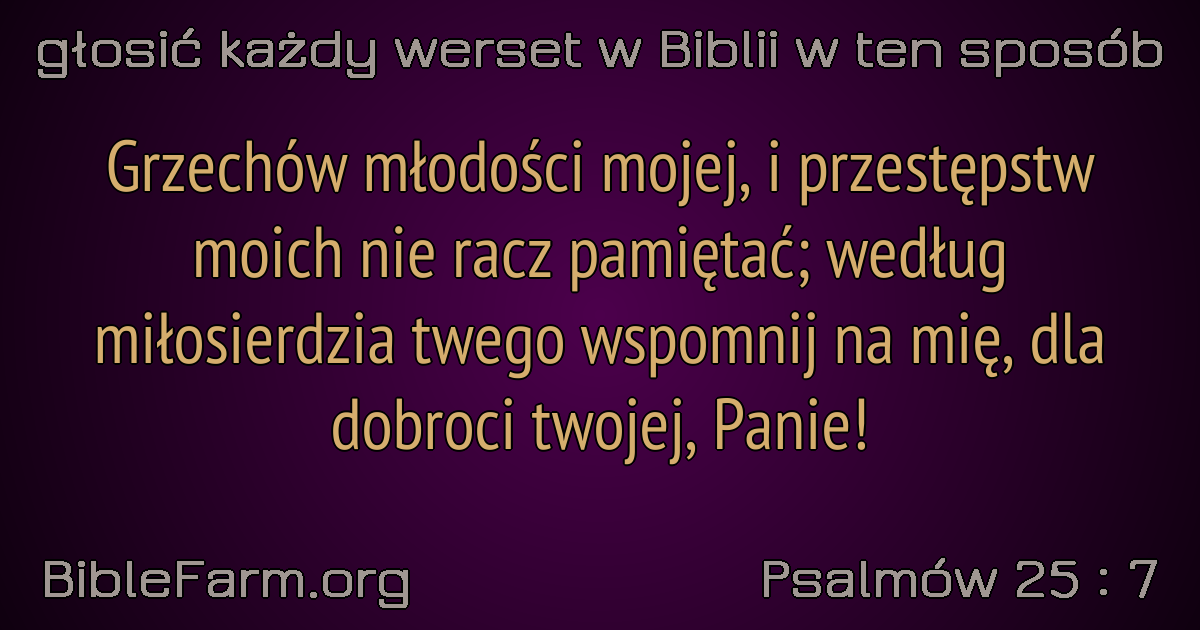 głosić każdy werset w Biblii w ten sposób
Grzechów młodości mojej, i przestępstw
moich nie racz pamiętać; według
miłosierdzia twego wspomnij na mię, dla
dobroci twojej, Panie!
BibleFarm.org
Psalmów 25 : 7